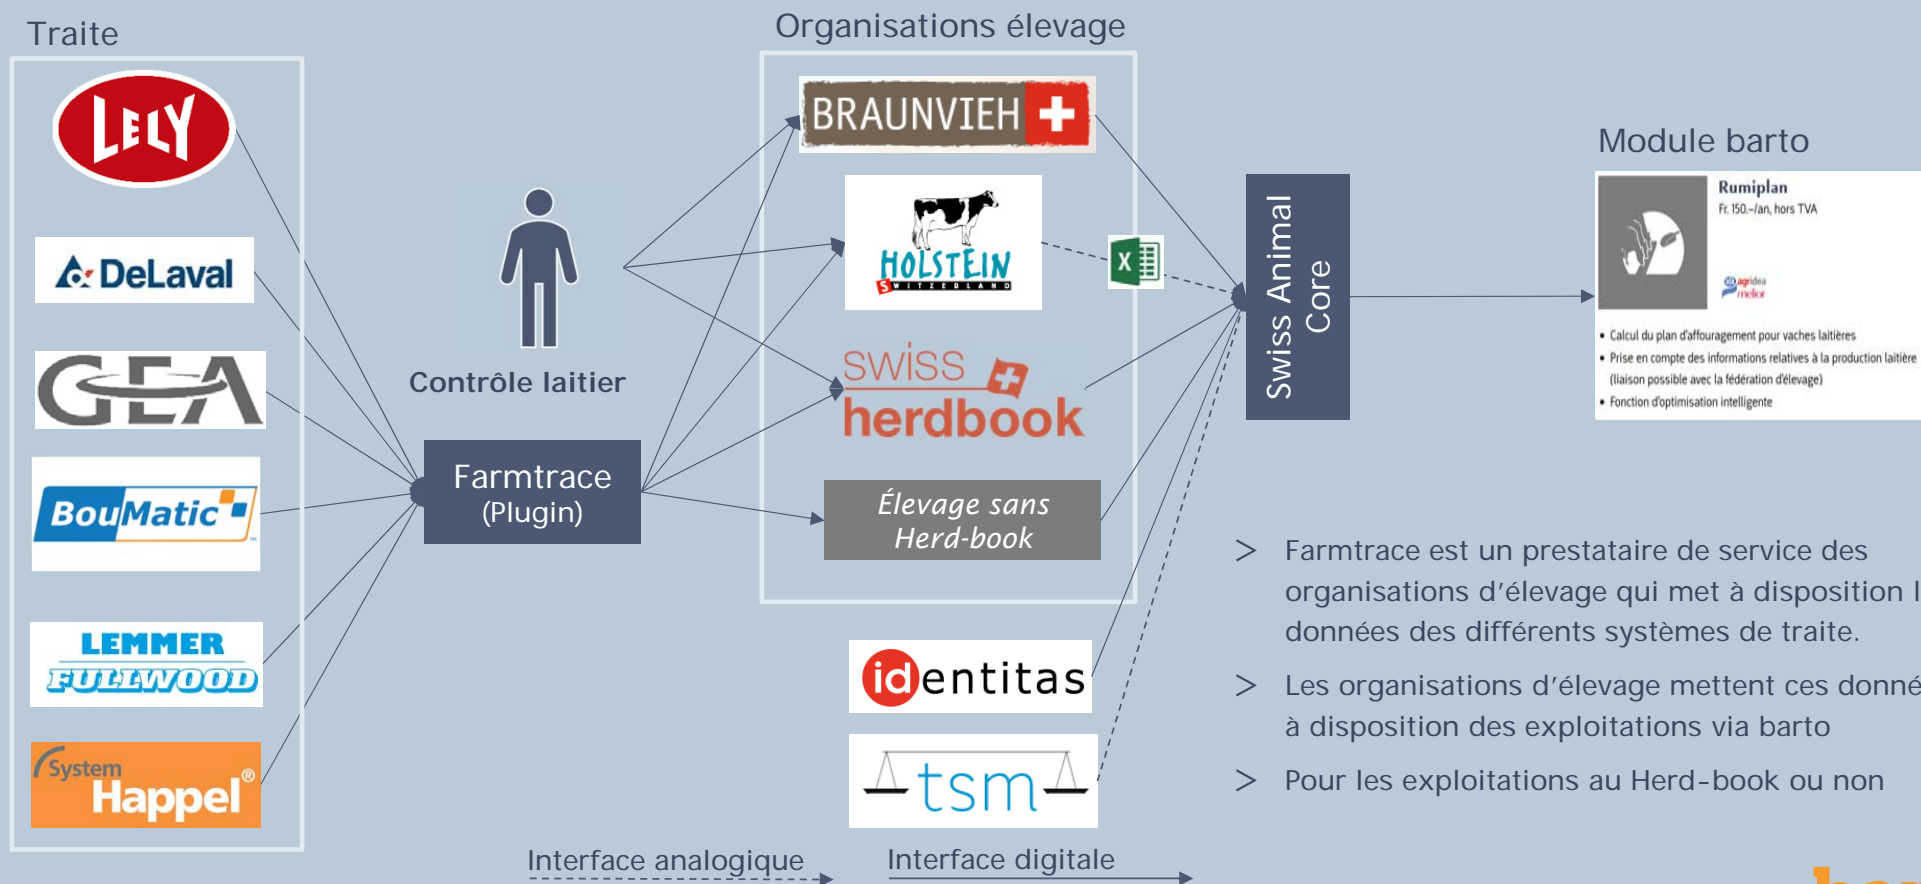 Traite
LELY
DeLaval
GEA
BouMatic
LEMMER
FULLWOOD
System
Happel®
Contrôle laitier
Farmtrace
(Plugin)
Organisations élevage
BRAUNVIEH
HOLSTEIN
SWITZERLAND
swiss
herdbook
Élevage sans
Herd-book
identitas
tsm
X
Swiss Animal
Core
Module barto
Rumiplan
Fr. 150.–/an, hors TVA
agridea
melior
• Calcul du plan d'affouragement pour vaches laitières
• Prise en compte des informations relatives à la production laitière
(liaison possible avec la fédération d'élevage)
• Fonction d'optimisation intelligente
> Farmtrace est un prestataire de service des
organisations d'élevage qui met à disposition
données des différents systèmes de traite.
> Les organisations d'élevage mettent ces
à disposition des exploitations via barto
> Pour les exploitations au Herd-book ou non
Interface analogique
Interface digitale